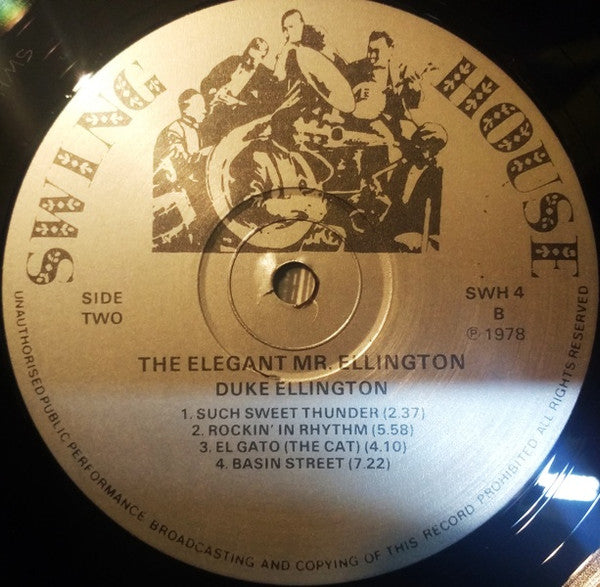 SWING HOUSE
SIDE
TWO
SWH 4
B
℗ 1978
THE ELEGANT MR. ELLINGTON
DUKE ELLINGTON
1. SUCH SWEET THUNDER (2.37)
2. ROCKIN' IN RHYTHM (5.58)
3. EL GATO (THE CAT) (4.10)
4. BASIN STREET (7.22)
UNAUTHORISED PUBLIC PERFORMANCE BROADCASTING AND COPYING OF THIS RECORD PROHIBITED ALL RIGHTS RESERVED